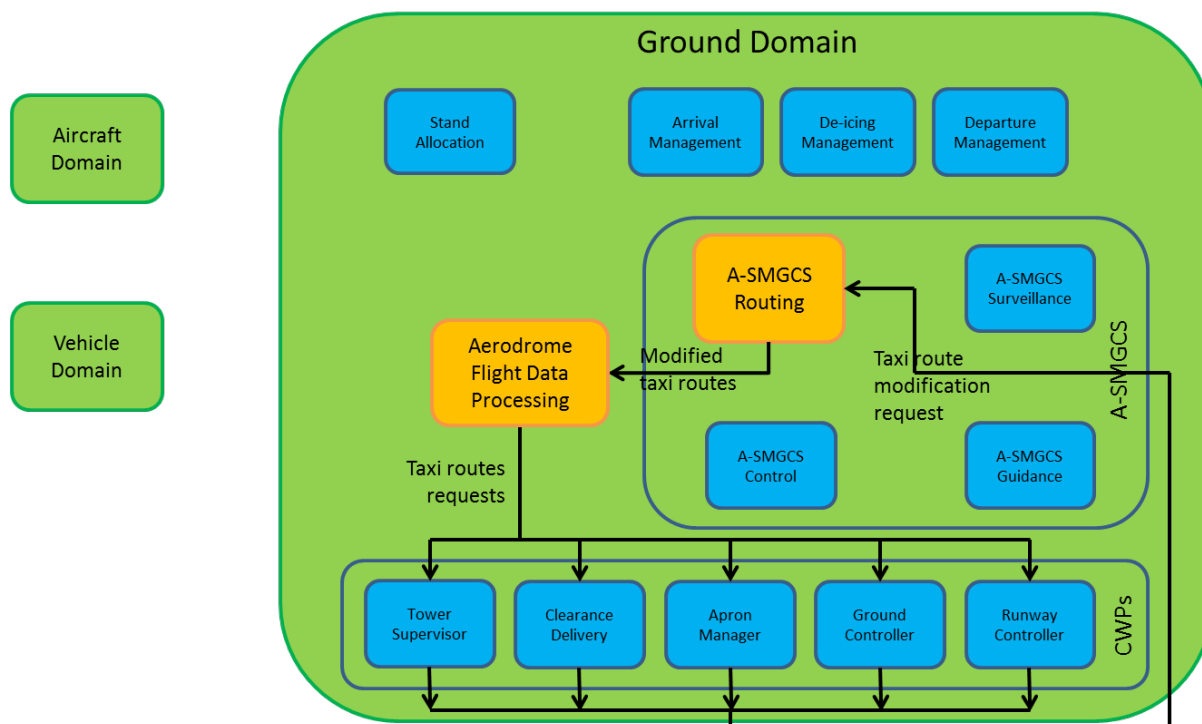 Ground Domain
Aircraft
Domain
Stand
Allocation
Arrival
Management
De-icing
Management
Departure
Management
A-SMGCS
Routing
A-SMGCS
Surveillance
Vehicle
Domain
Aerodrome
Flight Data
Processing
Modified
taxi routes
Taxi route
modification
request
A-SMGCS
A-SMGCS
Control
A-SMGCS
Guidance
Taxi routes
requests
Tower
Supervisor
Clearance
Delivery
Apron
Manager
Ground
Controller
Runway
Controller
CWPs